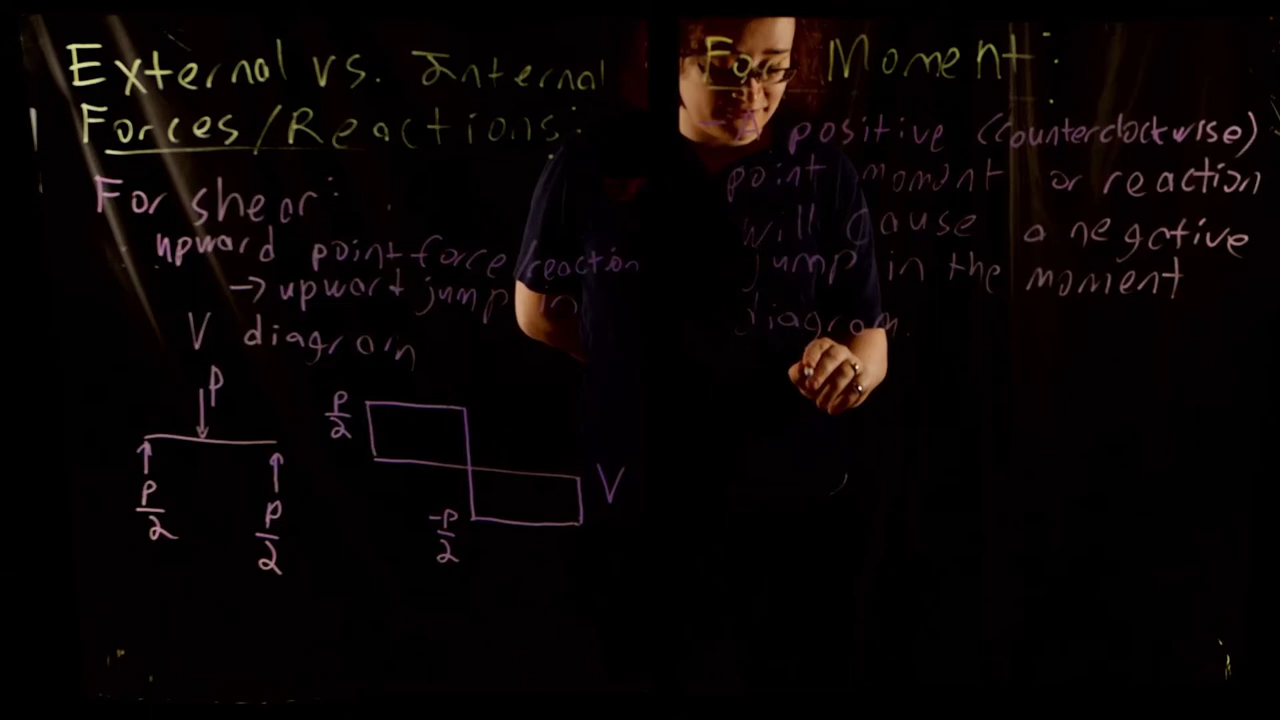 External vs. Internal
Forces/Reactions:
For shear:
upward point force/reaction
→ upward jump in
V diagram
P
P/2
P/2
P/2
-P/2
V
For Moment:
- A positive (counterclockwise)
point moment or reaction
will cause a negative
jump in the moment
diagram.